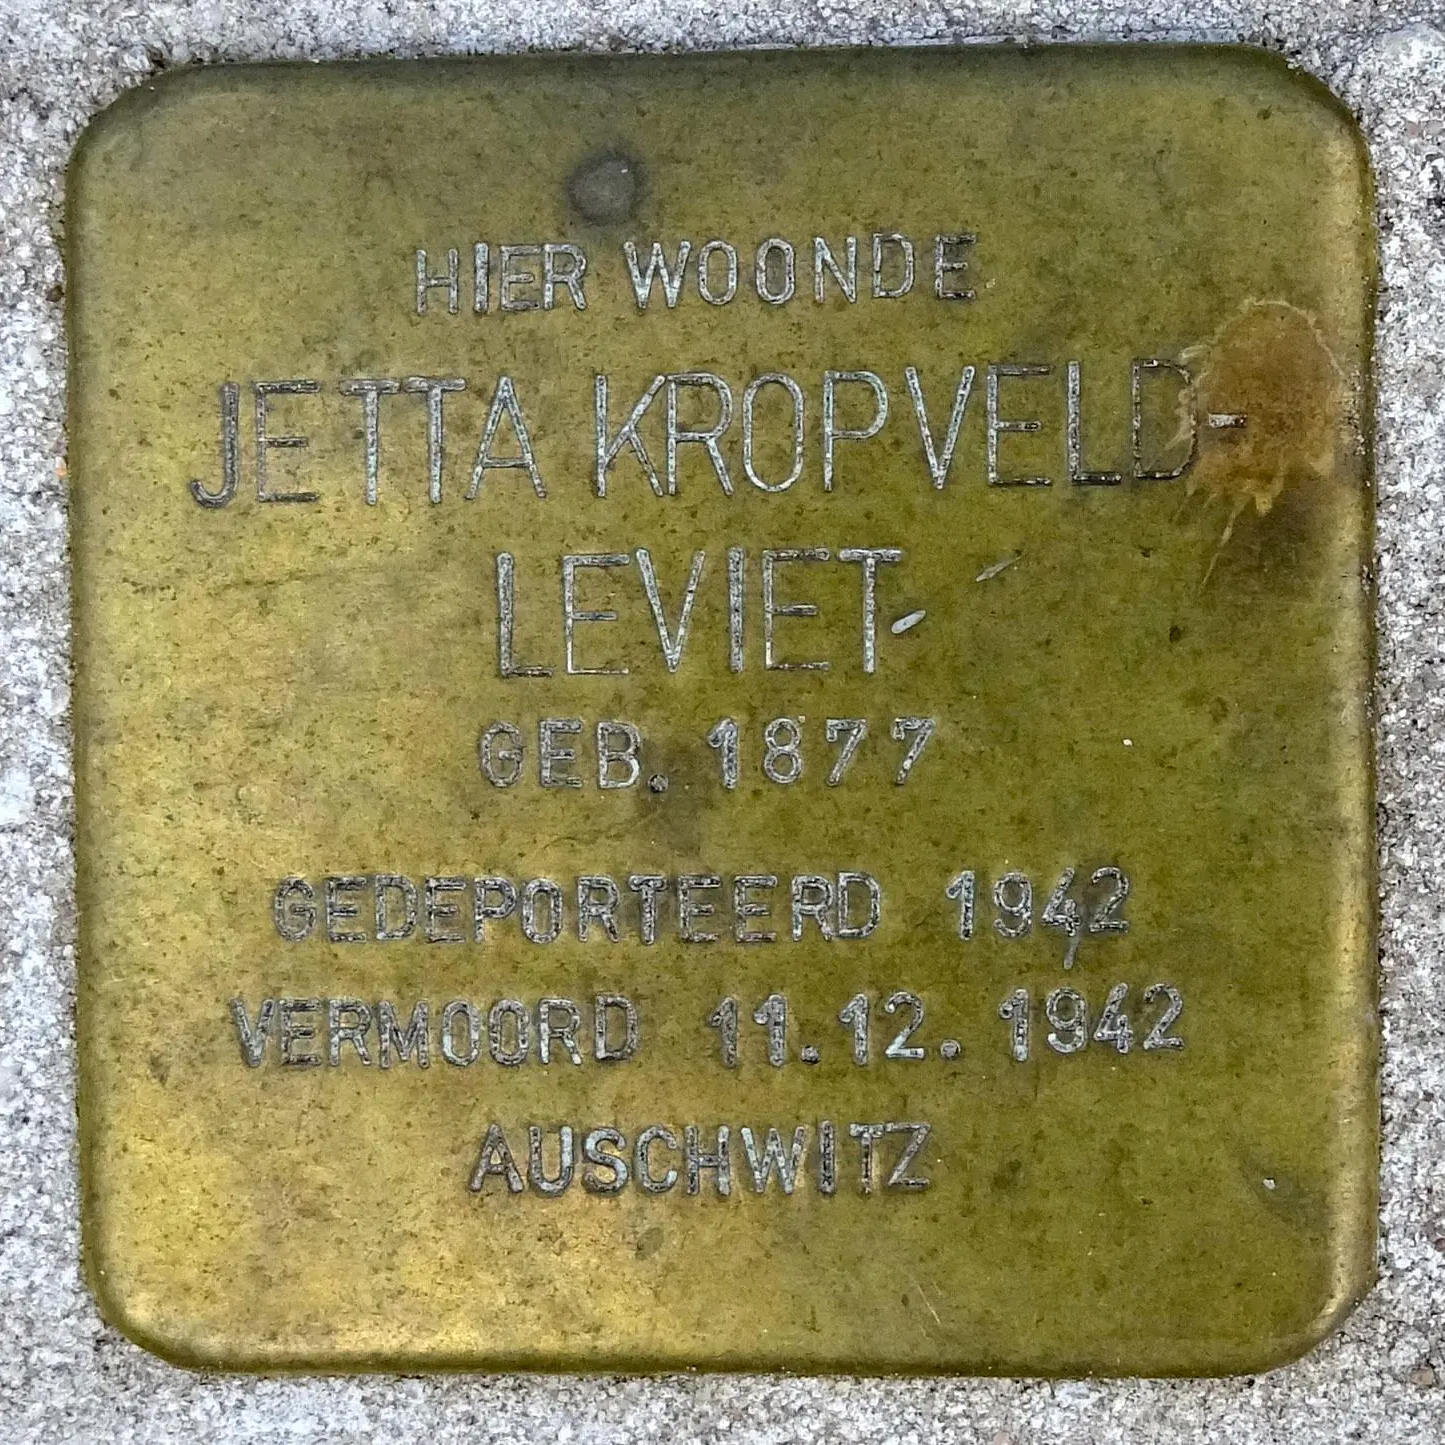 HIER WOONDE
JETTA KROPVELD-
LEVIET
GEB. 1877
GEDEPORTEERD 1942
VERMOORD 11.12.1942
AUSCHWITZ